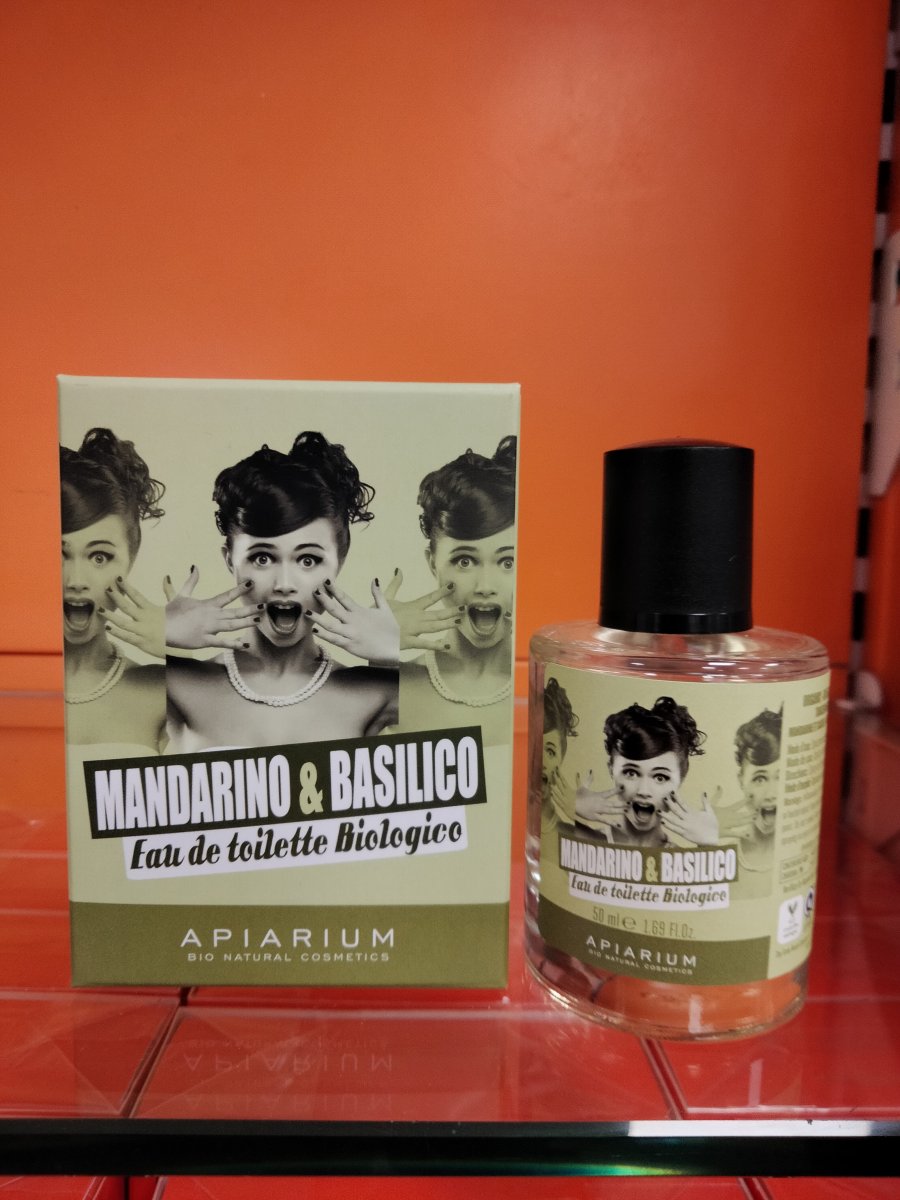 MANDARINO & BASILICO
Eau de toilette Biologico
APIARIUM
BIO NATURAL COSMETICS
MANDARINO & BASILICO
Eau de toilette Biologico
50 ml e 1.69 Fl.Oz.
APIARIUM
BIO NATURAL COSMETICS